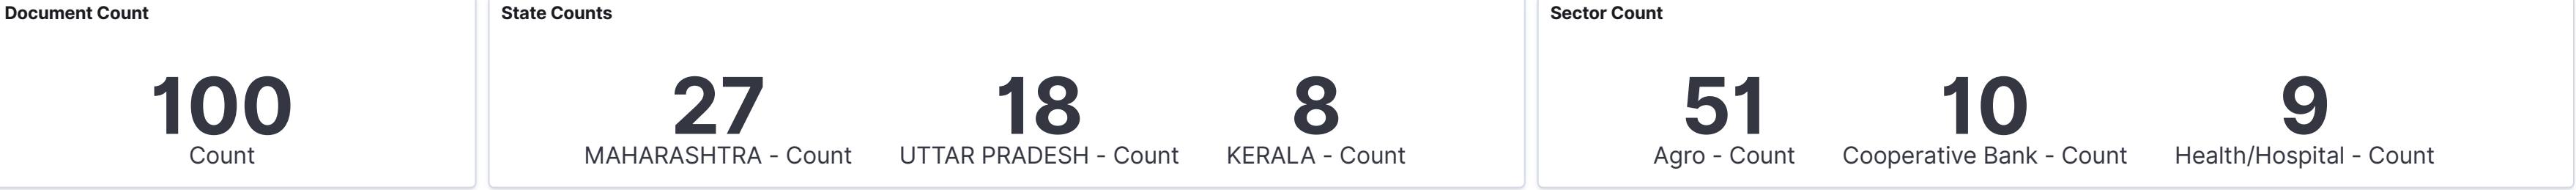 Document Count
100
Count
State Counts
27
MAHARASHTRA - Count
18
UTTAR PRADESH - Count
8
KERALA - Count
Sector Count
51
Agro - Count
10
Cooperative Bank - Count
9
Health/Hospital - Count